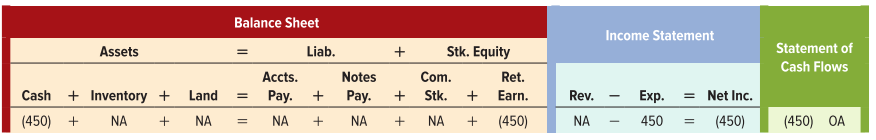 Balance Sheet
Income Statement
Statement of
Cash Flows
Assets = Liab. + Stk. Equity
Accts. Notes Com. Ret.
Cash + Inventory + Land = Pay. + Pay. + Stk. + Earn. Rev. − Exp. = Net Inc.
(450) + NA + NA = NA + NA + NA + (450) NA − 450 = (450) (450) OA